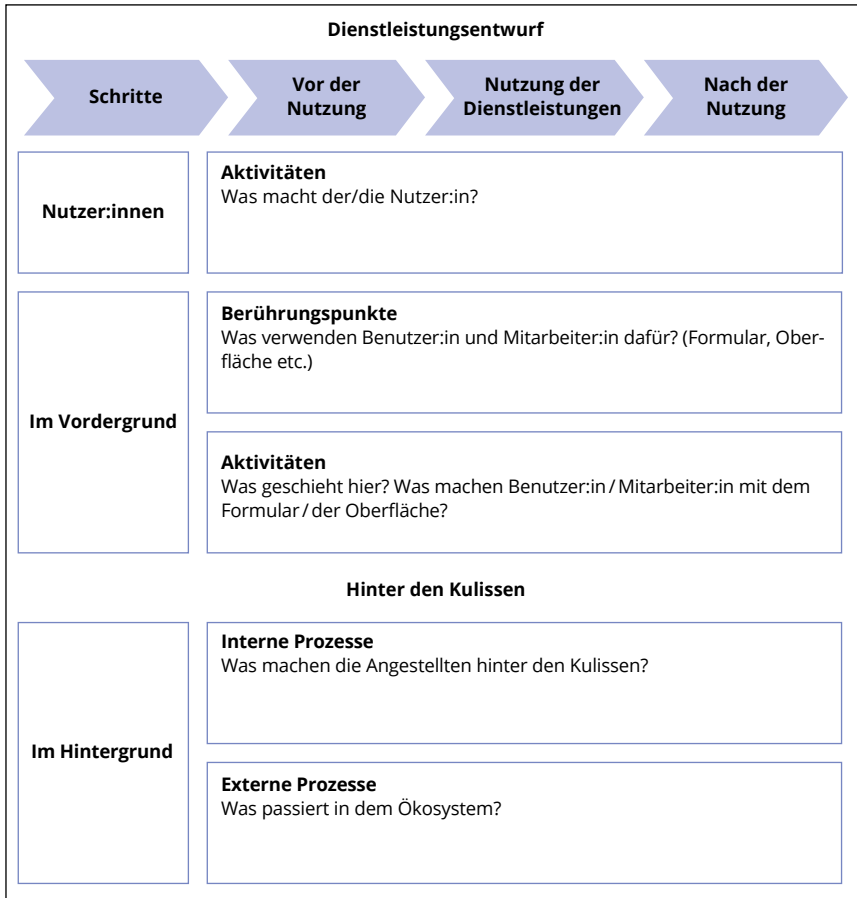 Dienstleistungsentwurf
Schritte
Vor der
Nutzung
Nutzung der
Dienstleistungen
Nach der
Nutzung
Nutzer:innen
Aktivitäten
Was macht der/die Nutzer:in?
Im Vordergrund
Berührungspunkte
Was verwenden Benutzer:in und Mitarbeiter:in dafür? (Formular, Ober-
fläche etc.)
Aktivitäten
Was geschieht hier? Was machen Benutzer:in / Mitarbeiter:in mit dem
Formular / der Oberfläche?
Hinter den Kulissen
Im Hintergrund
Interne Prozesse
Was machen die Angestellten hinter den Kulissen?
Externe Prozesse
Was passiert in dem Ökosystem?